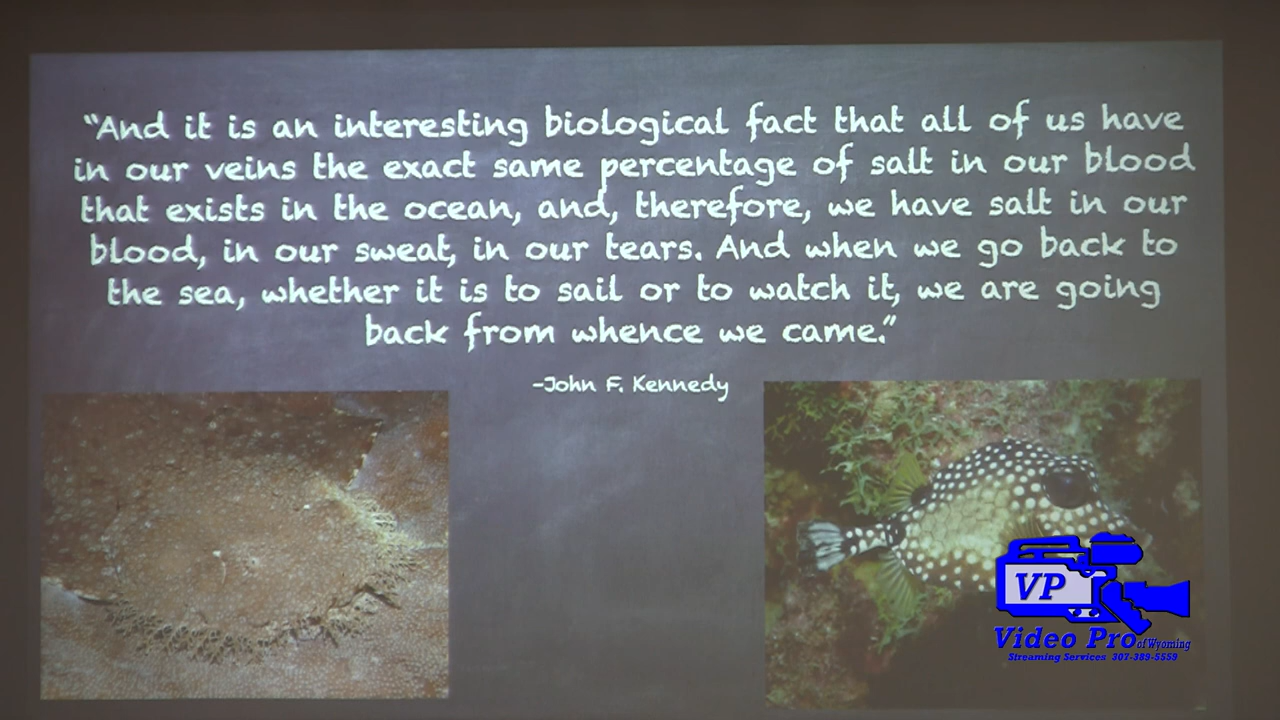 “And it is an interesting biological fact that all of us have
in our veins the exact same percentage of salt in our blood
that exists in the ocean, and, therefore, we have salt in our
blood, in our sweat, in our tears. And when we go back to
the sea, whether it is to sail or to watch it, we are going
back from whence we came.”
-John F. Kennedy
VP
Video Pro of Wyoming
Streaming Services 307-389-5559